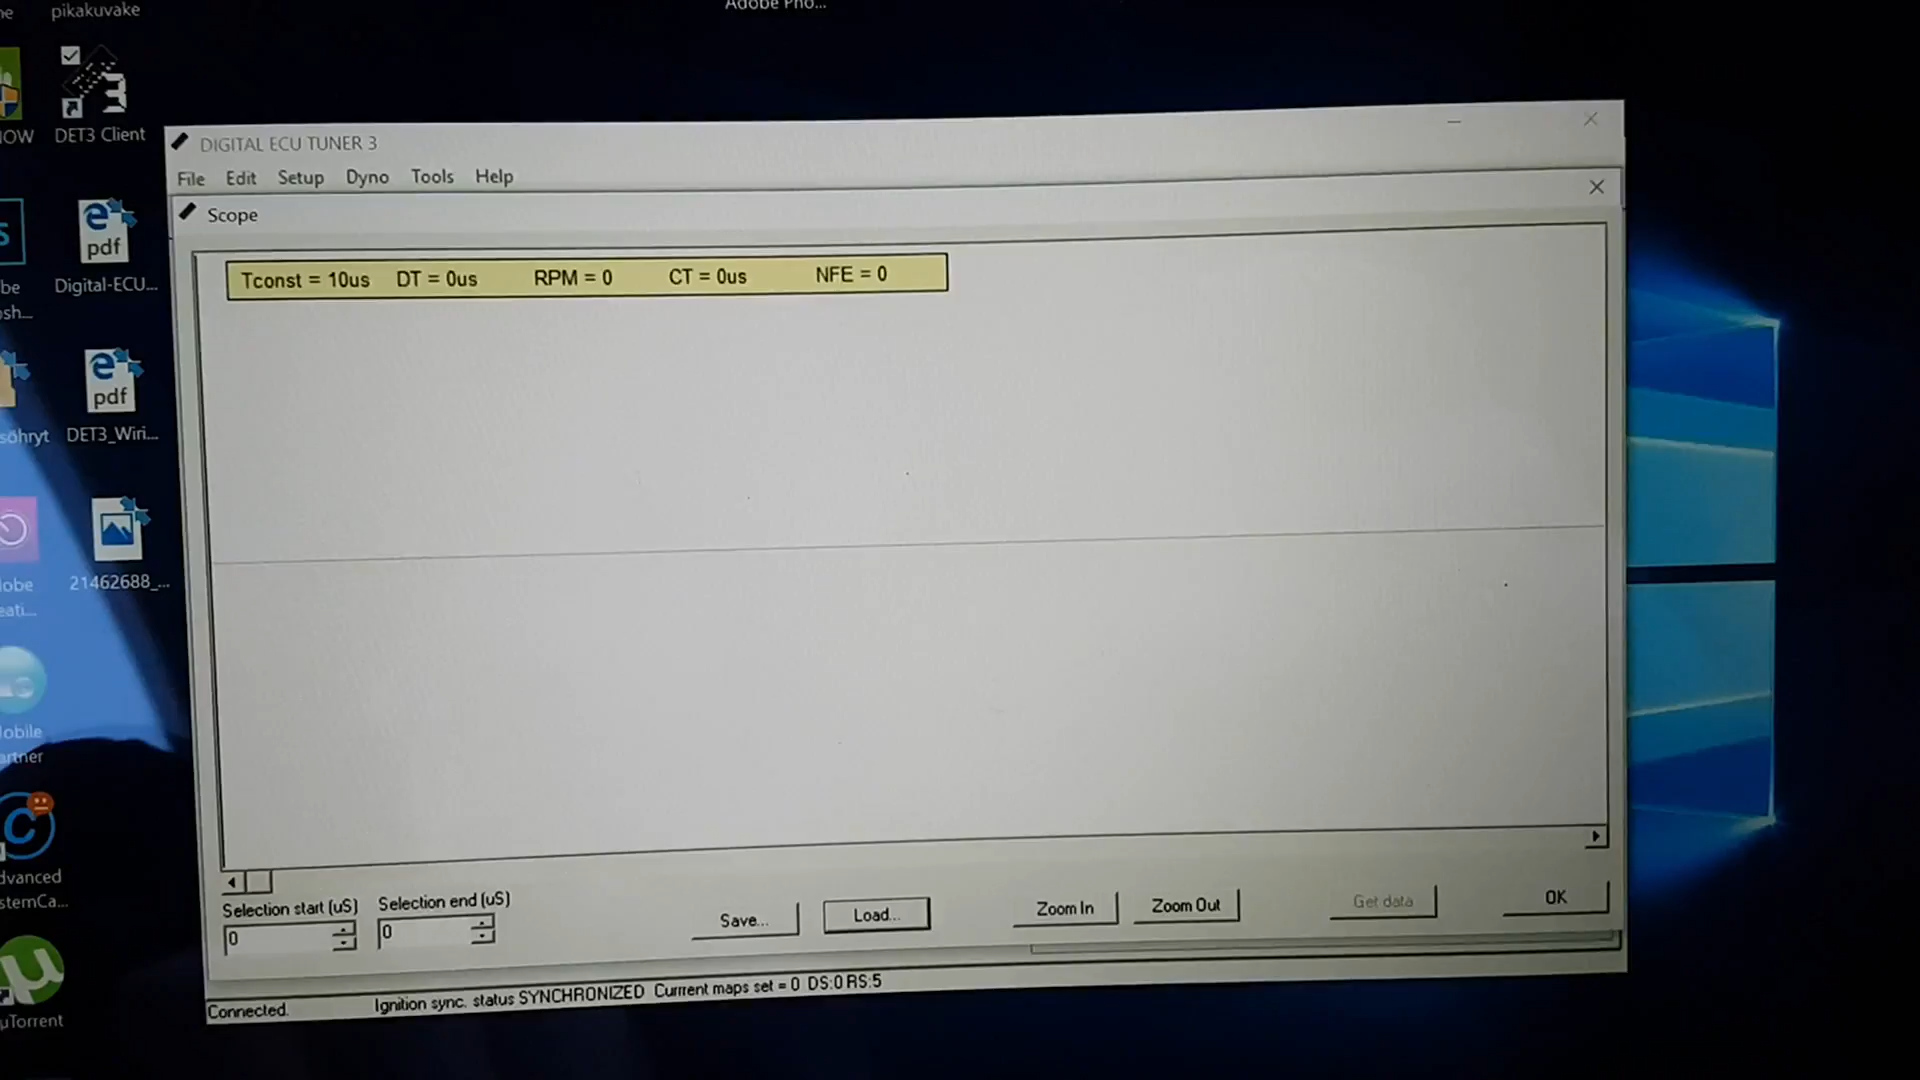 pikakuvake
Adobe Pho...
DET3 Client
DIGITAL ECU TUNER 3
File Edit Setup Dyno Tools Help
Scope
Tconst = 10us DT = 0us RPM = 0 CT = 0us NFE = 0
pdf
Digital-ECU...
pdf
DET3_Wiri...
21462688_...
Selection start (uS) Selection end (uS)
0 0
Save... Load... Zoom In Zoom Out Get data OK
Connected. Ignition sync. status SYNCHRONIZED Currrent maps set = 0 DS:0 RS:5
µTorrent